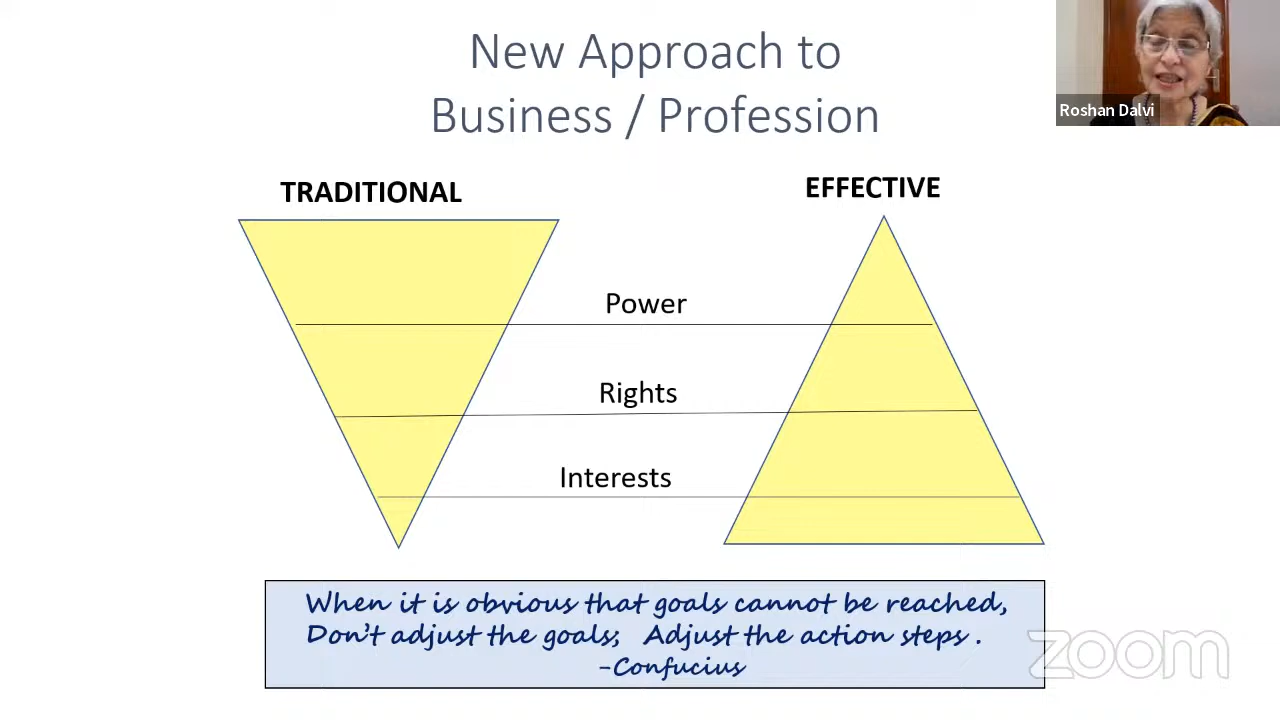 New Approach to
Business / Profession
Roshan Dalvi
TRADITIONAL
EFFECTIVE
Power
Rights
Interests
When it is obvious that goals cannot be reached,
Don't adjust the goals; Adjust the action steps .
-Confucius
zoom